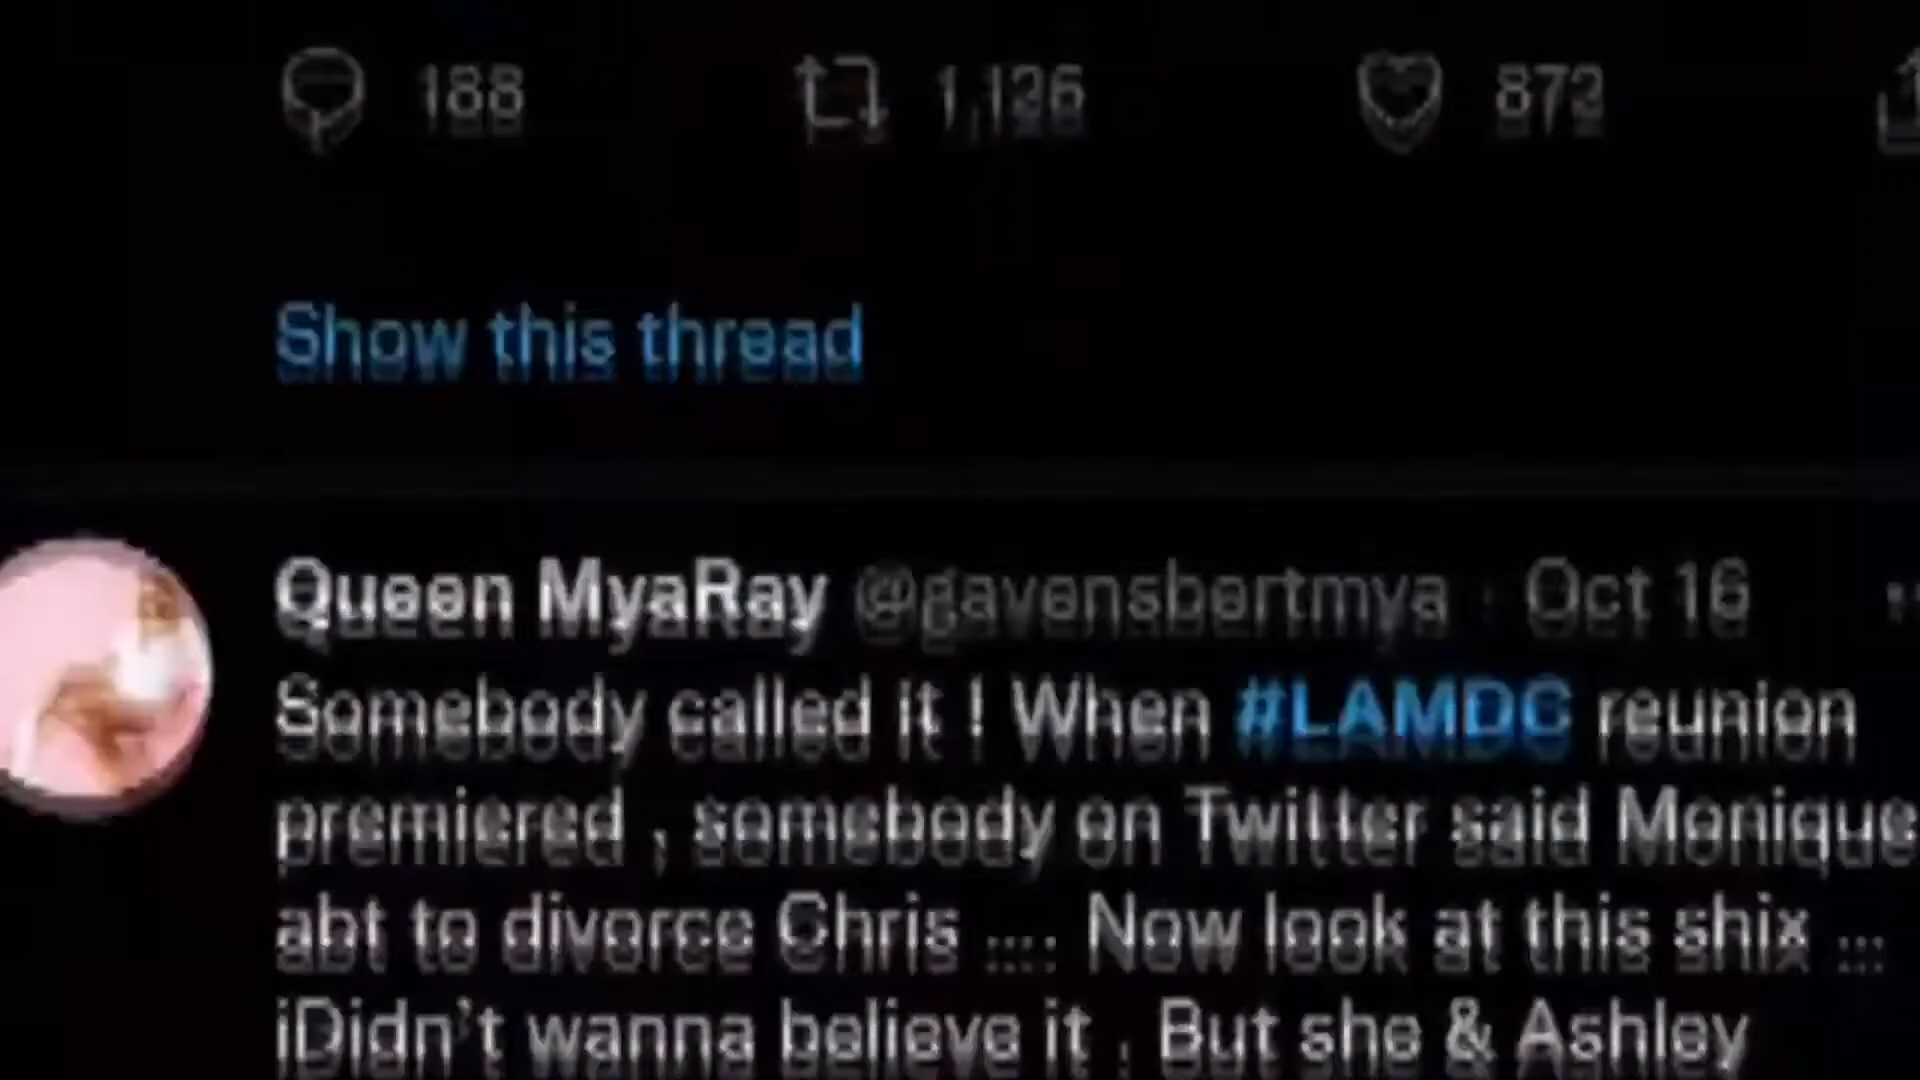 188 1,126 873
Show this thread
Queen MyaRay @gavensbertmya · Oct 16
Somebody called it ! When #LAMDC reunion
premiered , somebody on Twitter said Monique
abt to divorce Chris .... Now look at this shix ...
iDidn't wanna believe it . But she & Ashley